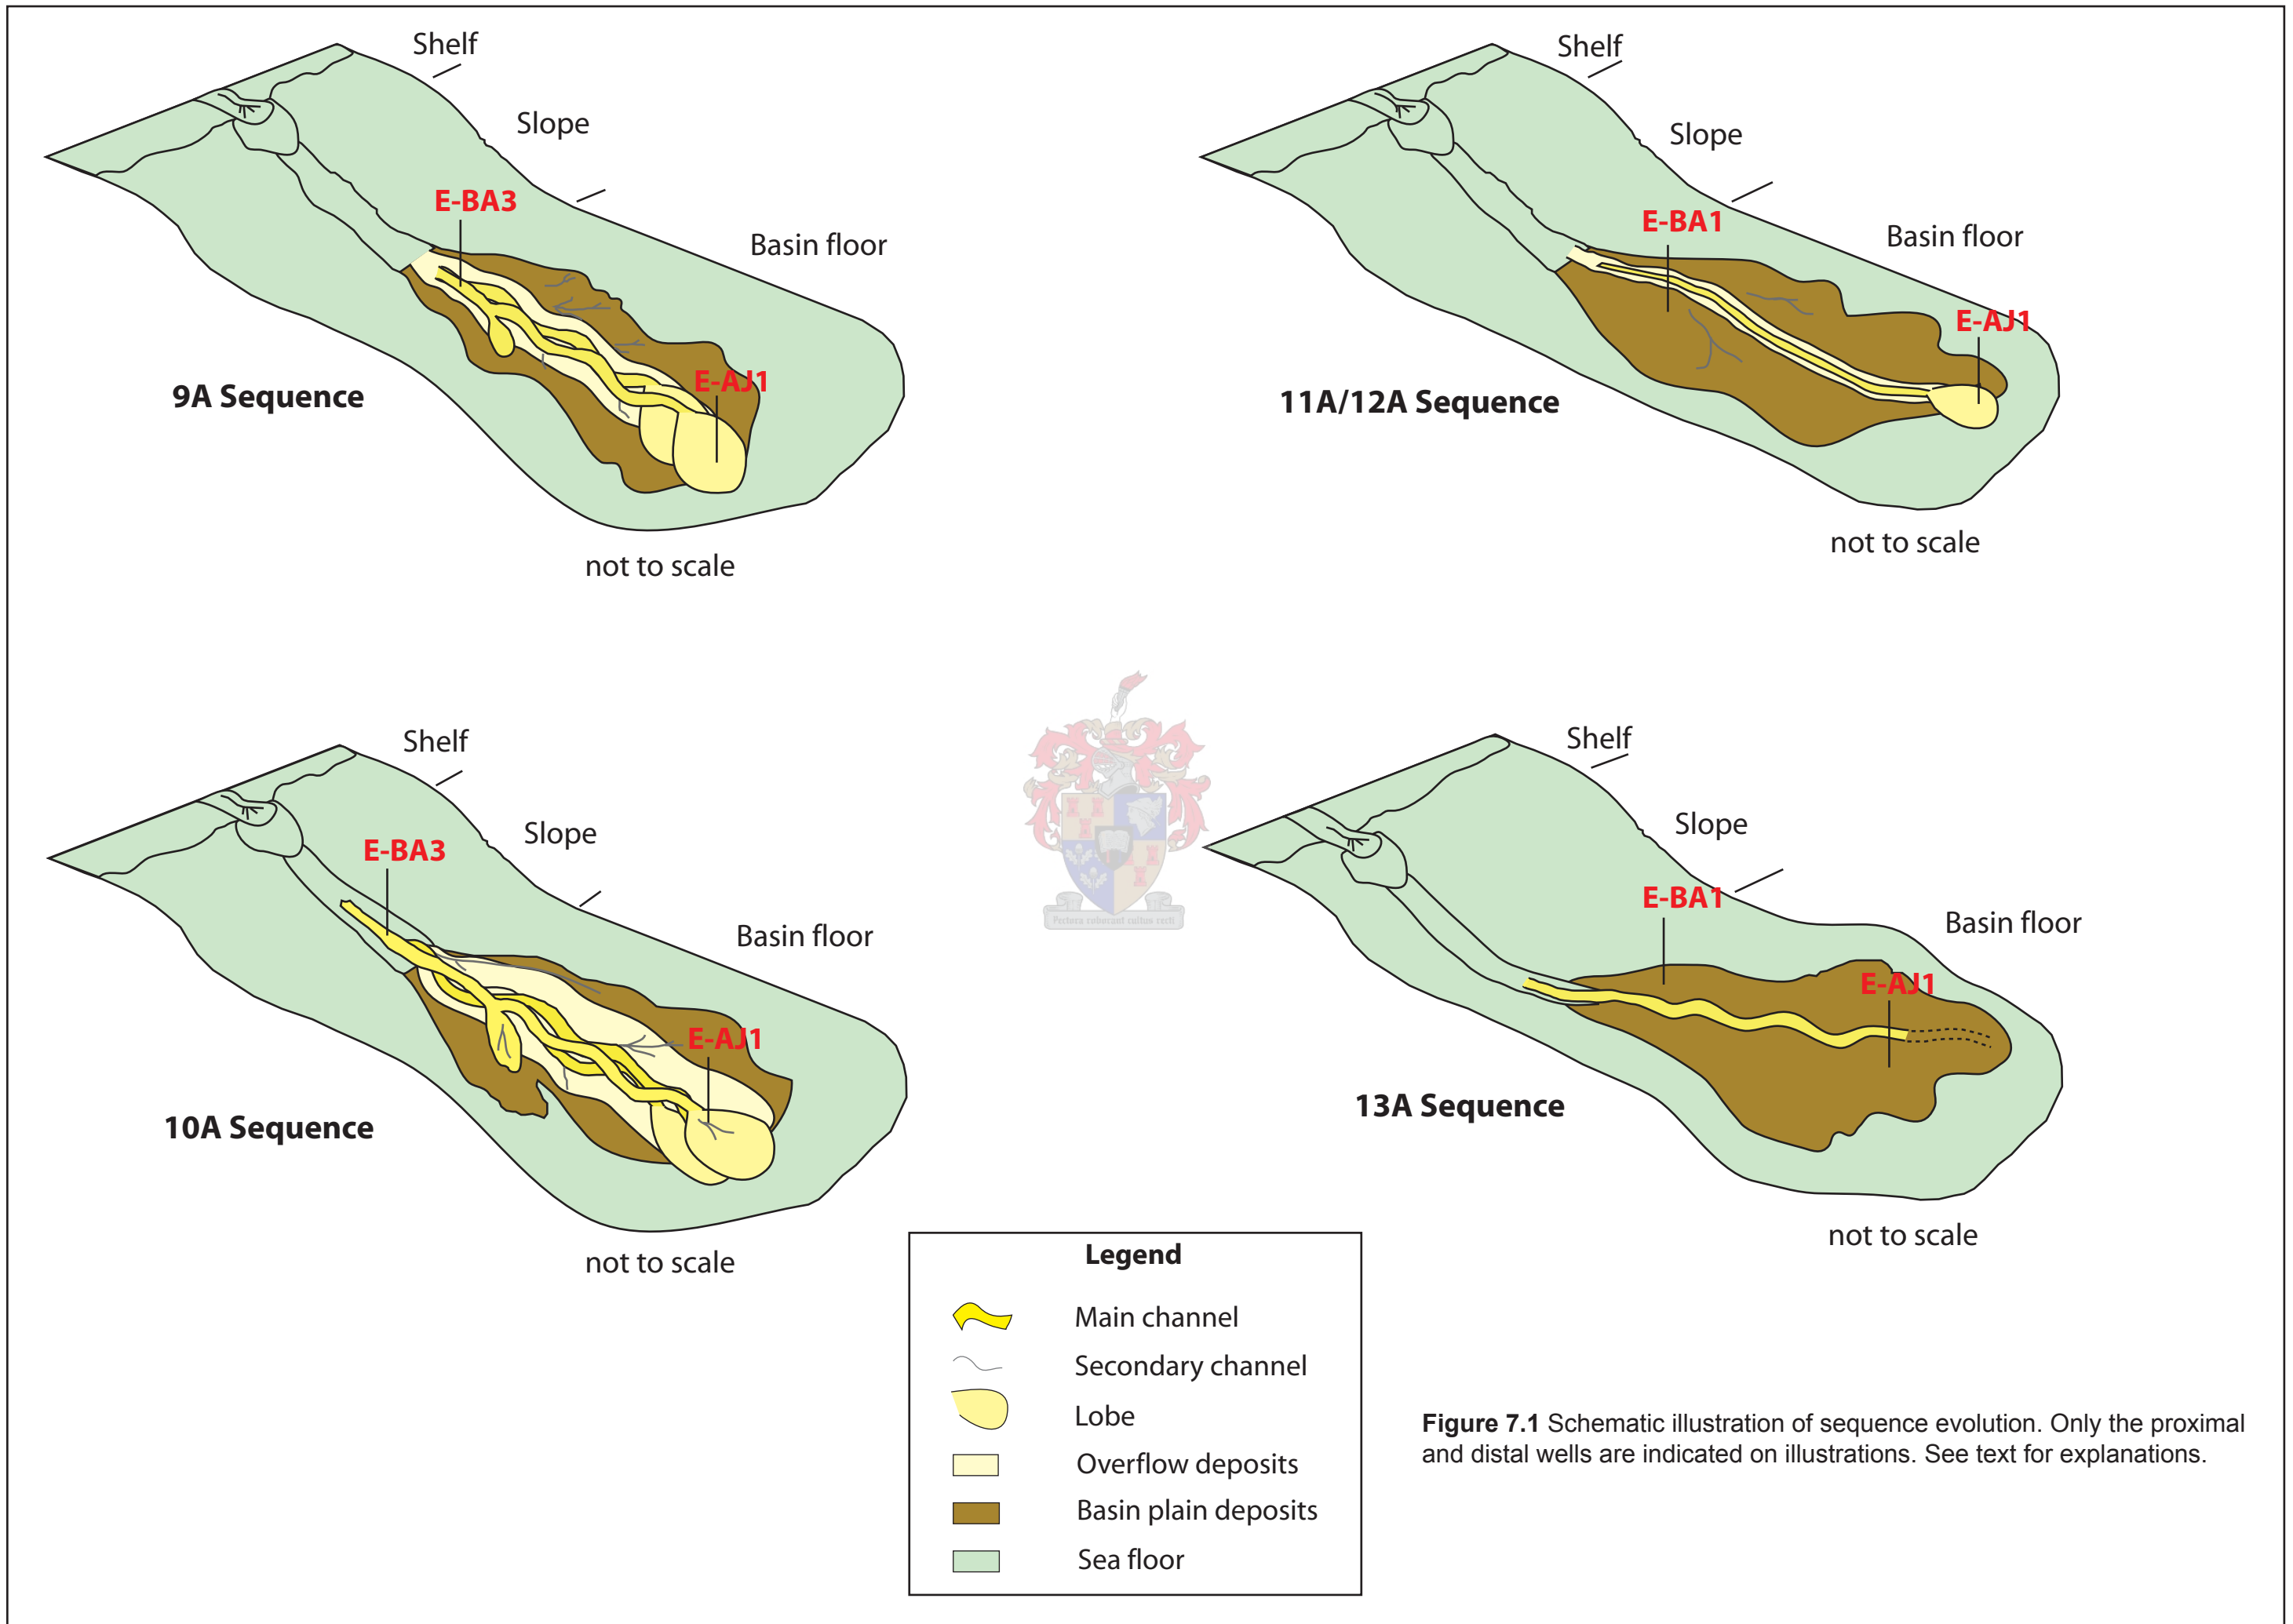 Shelf
Slope
E-BA3
Basin floor
E-AJ1
9A Sequence
not to scale
Shelf
Slope
E-BA1
Basin floor
E-AJ1
11A/12A Sequence
not to scale
Shelf
Slope
E-BA3
Basin floor
E-AJ1
10A Sequence
not to scale
Shelf
Slope
E-BA1
Basin floor
E-AJ1
13A Sequence
not to scale
Pectora roborant cultus recti
Legend
Main channel
Secondary channel
Lobe
Overflow deposits
Basin plain deposits
Sea floor
Figure 7.1 Schematic illustration of sequence evolution. Only the proximal
and distal wells are indicated on illustrations. See text for explanations.